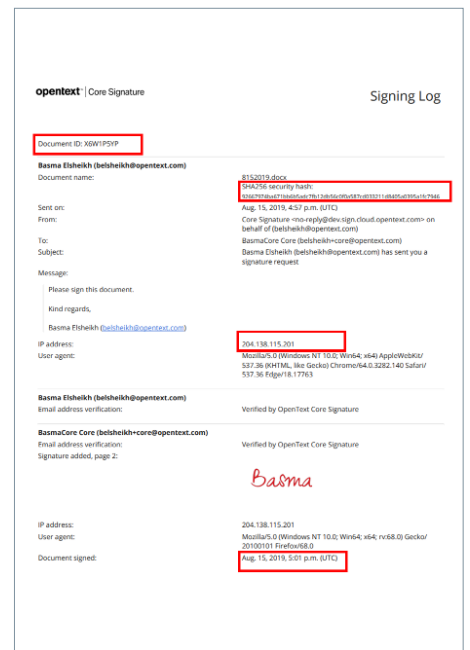 opentext™ | Core Signature
Signing Log
Document ID: X6W1P5YP
Basma Elsheikh (belsheikh@opentext.com)
Document name: 8152019.docx
SHA256 security hash:
Sent on: Aug. 15, 2019, 4:57 p.m. (UTC)
From: Core Signature <no-reply@dev.sign.cloud.opentext.com> on
behalf of (belsheikh@opentext.com)
To: BasmaCore Core (belsheikh+core@opentext.com)
Subject: Basma Elsheikh (belsheikh@opentext.com) has sent you a
signature request
Message:
Please sign this document.
Kind regards,
Basma Elsheikh (belsheikh@opentext.com)
IP address: 204.138.115.201
User agent: Mozilla/5.0 (Windows NT 10.0; Win64; x64) AppleWebKit/
537.36 (KHTML, like Gecko) Chrome/64.0.3282.140 Safari/
537.36 Edge/18.17763
Basma Elsheikh (belsheikh@opentext.com)
Email address verification: Verified by OpenText Core Signature
BasmaCore Core (belsheikh+core@opentext.com)
Email address verification: Verified by OpenText Core Signature
Signature added, page 2:
Basma
IP address: 204.138.115.201
User agent: Mozilla/5.0 (Windows NT 10.0; Win64; x64; rv:68.0) Gecko/
20100101 Firefox/68.0
Document signed: Aug. 15, 2019, 5:01 p.m. (UTC)